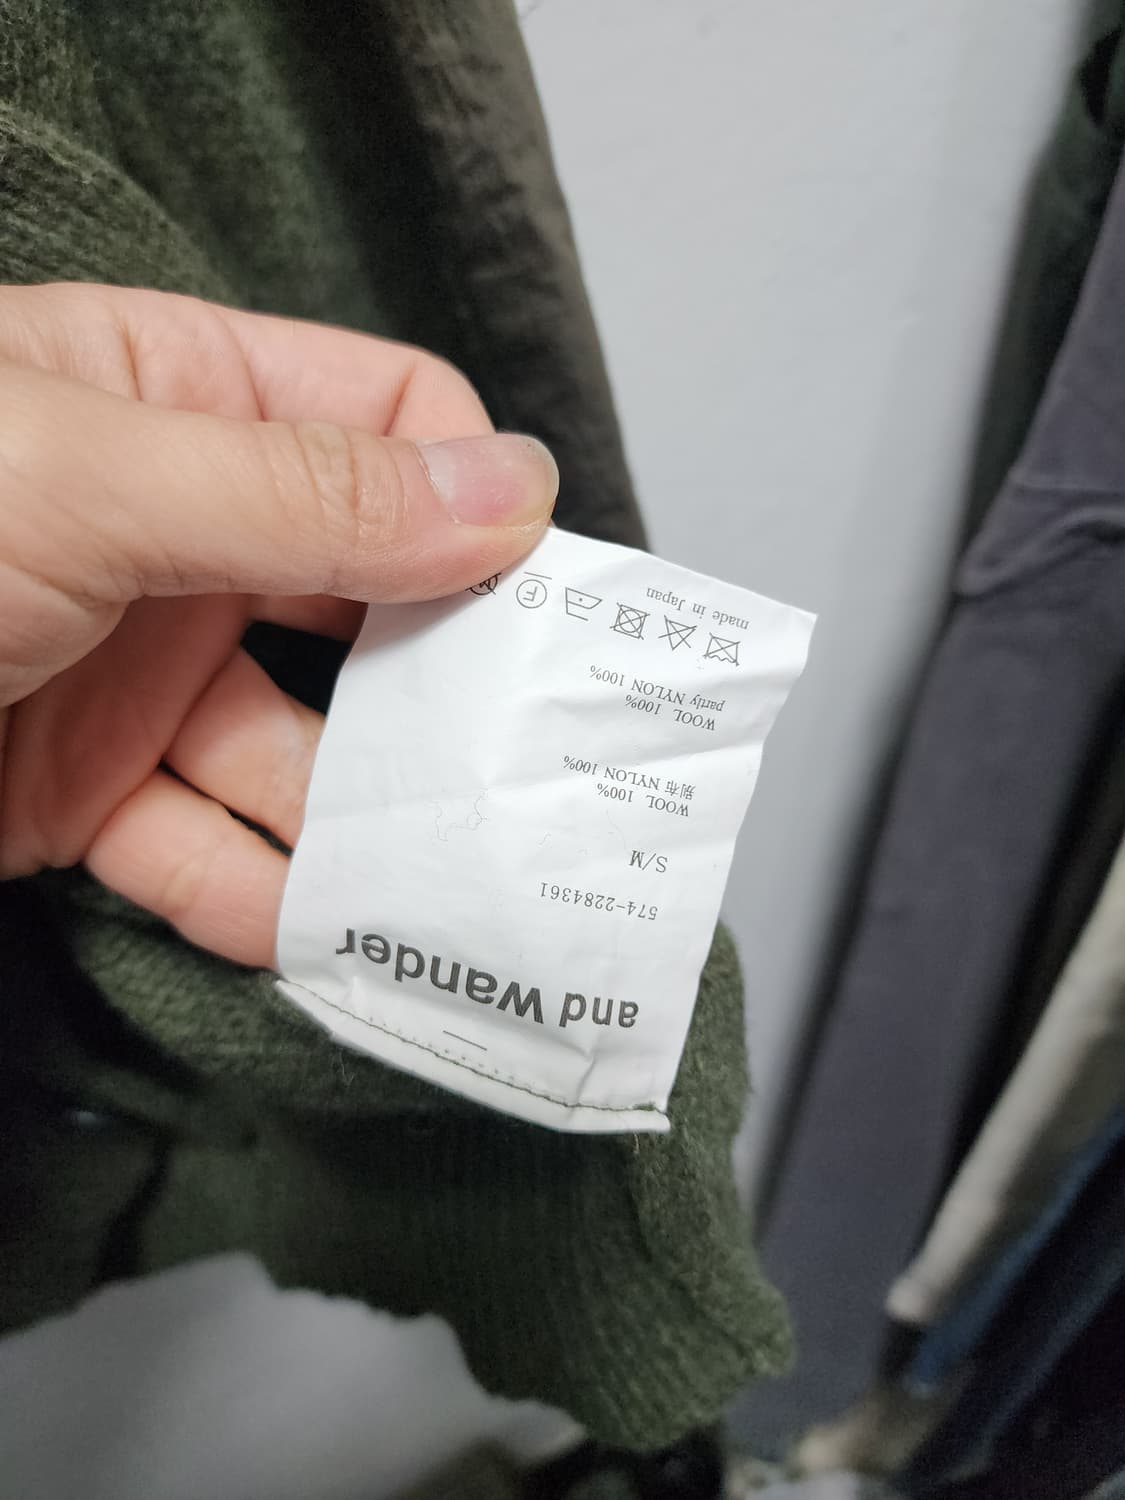 and wander
574-2284361
S/M
WOOL 100%
別布 NYLON 100%
WOOL 100%
partly NYLON 100%
F
made in Japan